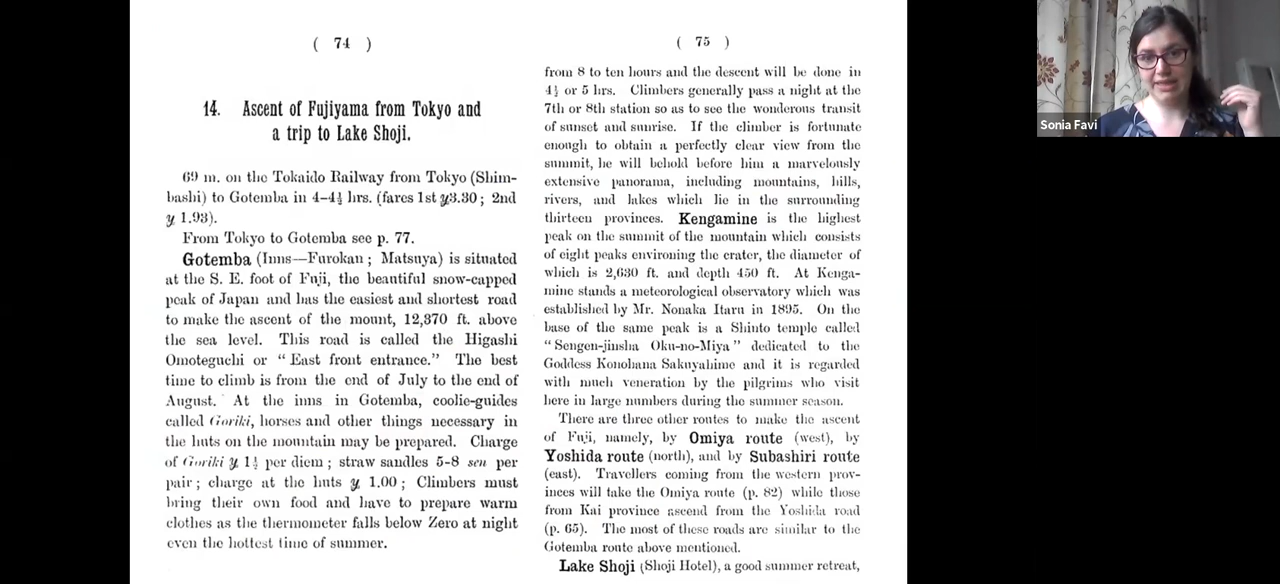 ( 74 )
14. Ascent of Fujiyama from Tokyo and
a trip to Lake Shoji.
69 m. on the Tokaido Railway from Tokyo (Shim-
bashi) to Gotemba in 4-4½ hrs. (fares 1st y3.30 ; 2nd
y 1.93).
From Tokyo to Gotemba see p. 77.
Gotemba (Inns—Furokan ; Matsuya) is situated
at the S. E. foot of Fuji, the beautiful snow-capped
peak of Japan and has the easiest and shortest road
to make the ascent of the mount, 12,370 ft. above
the sea level. This road is called the Higashi
Omoteguchi or “ East front entrance.” The best
time to climb is from the end of July to the end of
August. At the inns in Gotemba, coolie-guides
called Goriki, horses and other things necessary in
the huts on the mountain may be prepared. Charge
of Goriki y 1½ per diem ; straw sandles 5-8 sen per
pair ; charge at the huts y 1.00 ; Climbers must
bring their own food and have to prepare warm
clothes as the thermometer falls below Zero at night
even the hottest time of summer.
( 75 )
from 8 to ten hours and the descent will be done in
4½ or 5 hrs. Climbers generally pass a night at the
7th or 8th station so as to see the wonderous transit
of sunset and sunrise. If the climber is fortunate
enough to obtain a perfectly clear view from the
summit, he will behold before him a marvelously
extensive panorama, including mountains, hills,
rivers, and lakes which lie in the surrounding
thirteen provinces. Kengamine is the highest
peak on the summit of the mountain which consists
of eight peaks environing the crater, the diameter of
which is 2,630 ft. and depth 450 ft. At Kenga-
mine stands a meteorological observatory which was
established by Mr. Nonaka Itaru in 1895. On the
base of the same peak is a Shinto temple called
“ Sengen-jinsha Oku-no-Miya ” dedicated to the
Goddess Konohana Sakuyahime and it is regarded
with much veneration by the pilgrims who visit
here in large numbers during the summer season.
There are three other routes to make the ascent
of Fuji, namely, by Omiya route (west), by
Yoshida route (north), and by Subashiri route
(east). Travellers coming from the western prov-
inces will take the Omiya route (p. 82) while those
from Kai province ascend from the Yoshida road
(p. 65). The most of these roads are similar to the
Gotemba route above mentioned.
Lake Shoji (Shoji Hotel), a good summer retreat,
Sonia Favi